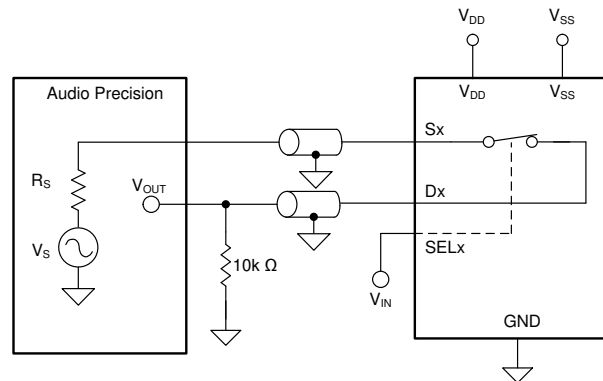 V_DD V_SS
Audio Precision
V_DD V_SS
Sx
R_S
V_OUT
Dx
V_S
10k Ω
SELx
V_IN
GND